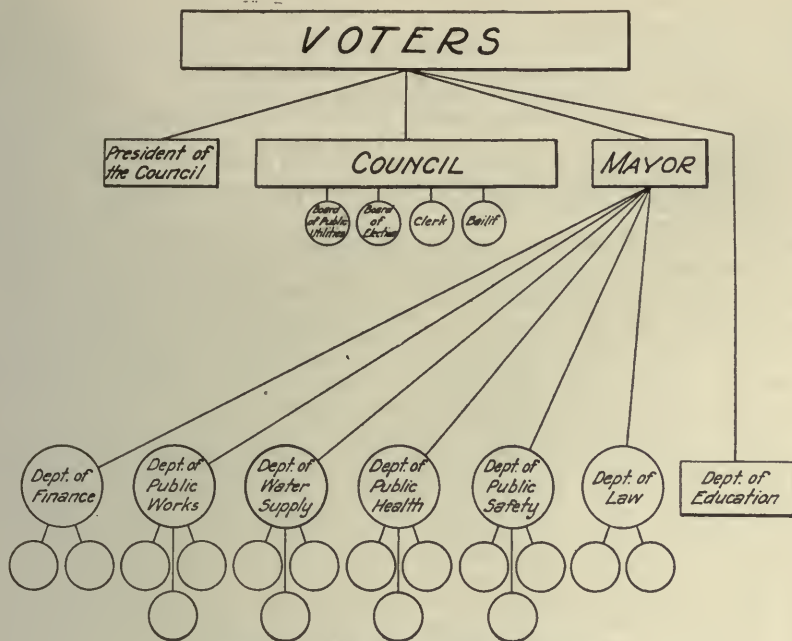 VOTERS
President of
the Council
COUNCIL
MAYOR
Board
of Public
Utilities
Board
of
Election
Clerk
Bailif
Dept. of
Finance
Dept. of
Public
Works
Dept. of
Water
Supply
Dept. of
Public
Health
Dept. of
Public
Safety
Dept. of
Law
Dept. of
Education